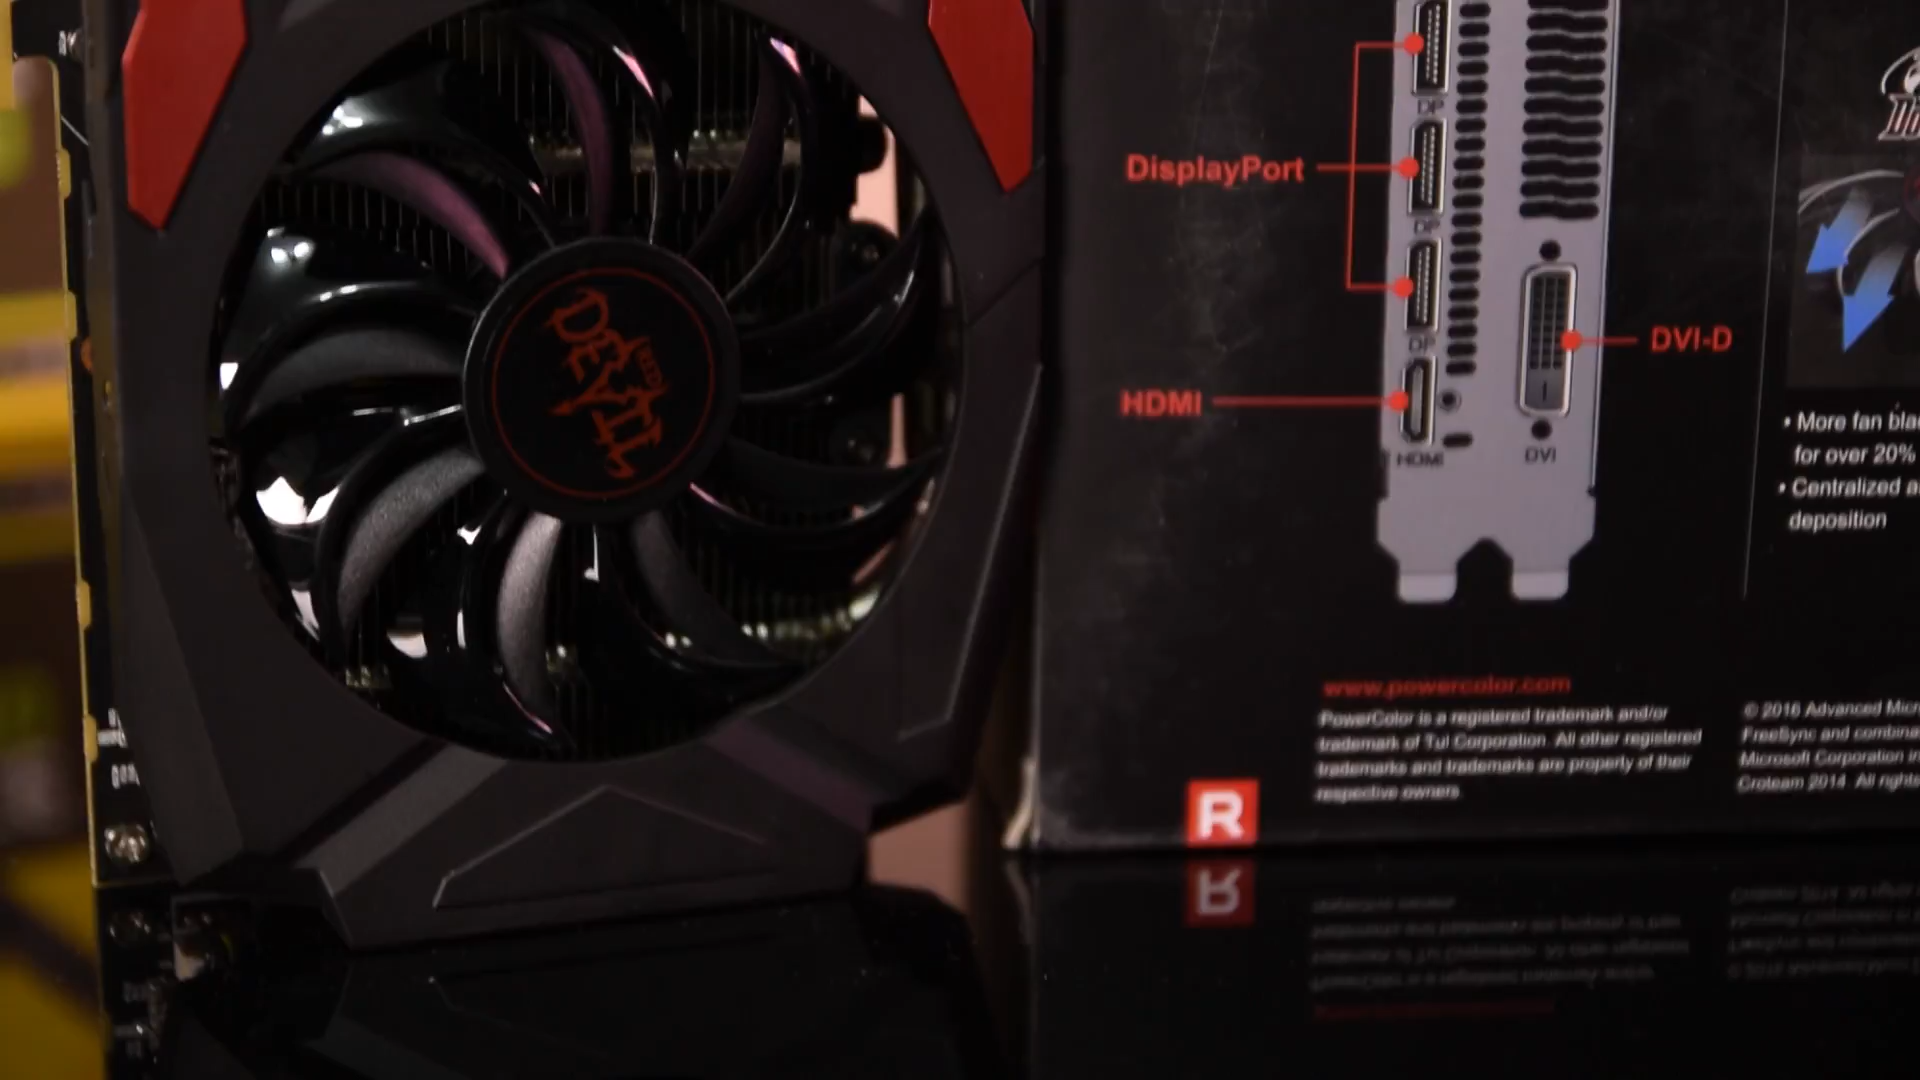 RED
DEVIL
DP
DisplayPort
DP
DP
HDMI
HDMI
DVI-D
DVI
• More fan bla
for over 20%
• Centralized a
deposition
www.powercolor.com
PowerColor is a registered trademark and/or
trademark of Tul Corporation. All other registered
trademarks and trademarks are property of their
respective owners.
© 2016 Advanced Micr
FreeSync and combina
Microsoft Corporation in
Croteam 2014. All rights
R